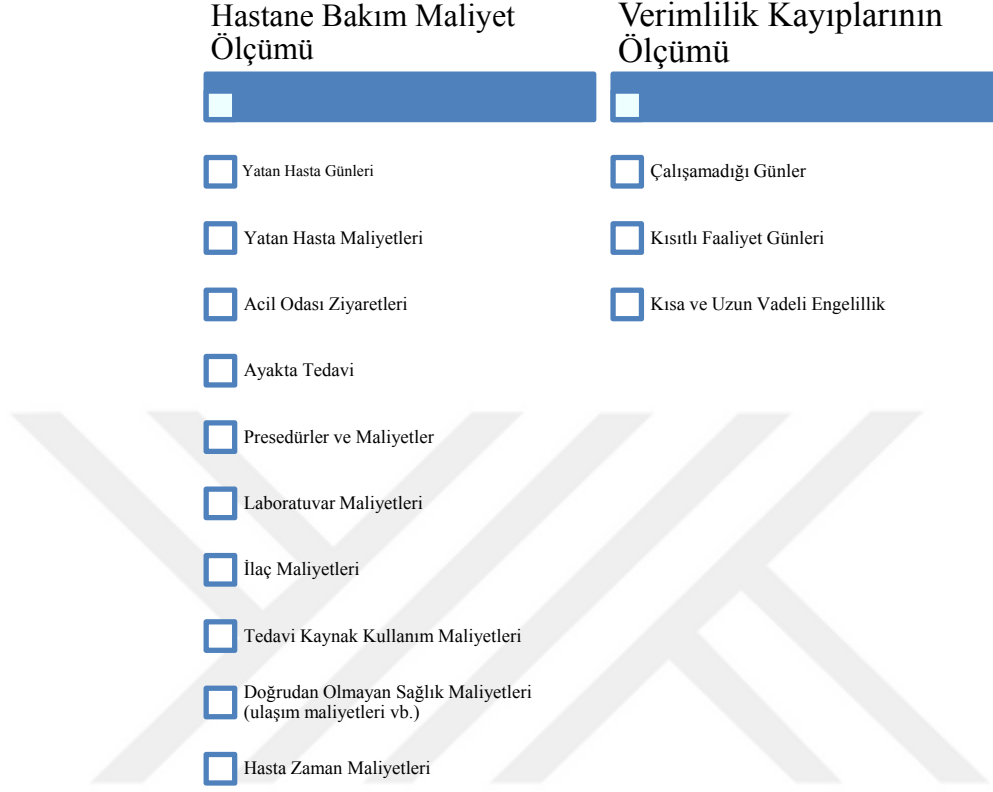 Hastane Bakım Maliyet
Ölçümü
Yatan Hasta Günleri
Yatan Hasta Maliyetleri
Acil Odası Ziyaretleri
Ayakta Tedavi
Presedürler ve Maliyetler
Laboratuvar Maliyetleri
İlaç Maliyetleri
Tedavi Kaynak Kullanım Maliyetleri
Doğrudan Olmayan Sağlık Maliyetleri
(ulaşım maliyetleri vb.)
Hasta Zaman Maliyetleri
Verimlilik Kayıplarının
Ölçümü
Çalışamadığı Günler
Kısıtlı Faaliyet Günleri
Kısa ve Uzun Vadeli Engelillik